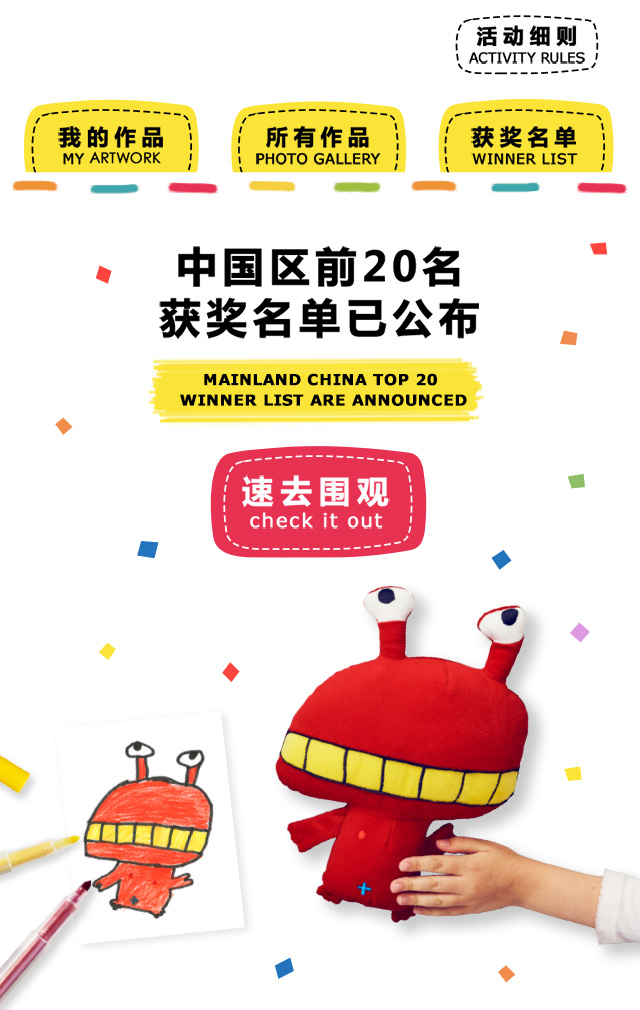 活动细则
ACTIVITY RULES
我的作品
MY ARTWORK
所有作品
PHOTO GALLERY
获奖名单
WINNER LIST
中国区前20名
获奖名单已公布
MAINLAND CHINA TOP 20
WINNER LIST ARE ANNOUNCED
速去围观
check it out